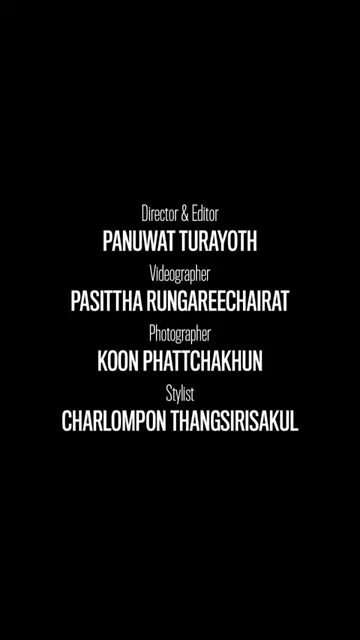 Director & Editor
PANUWAT TURAYOTH
Videographer
PASITTHA RUNGAREECHAIRAT
Photographer
KOON PHATTCHAKHUN
Stylist
CHARLOMPON THANGSIRISAKUL